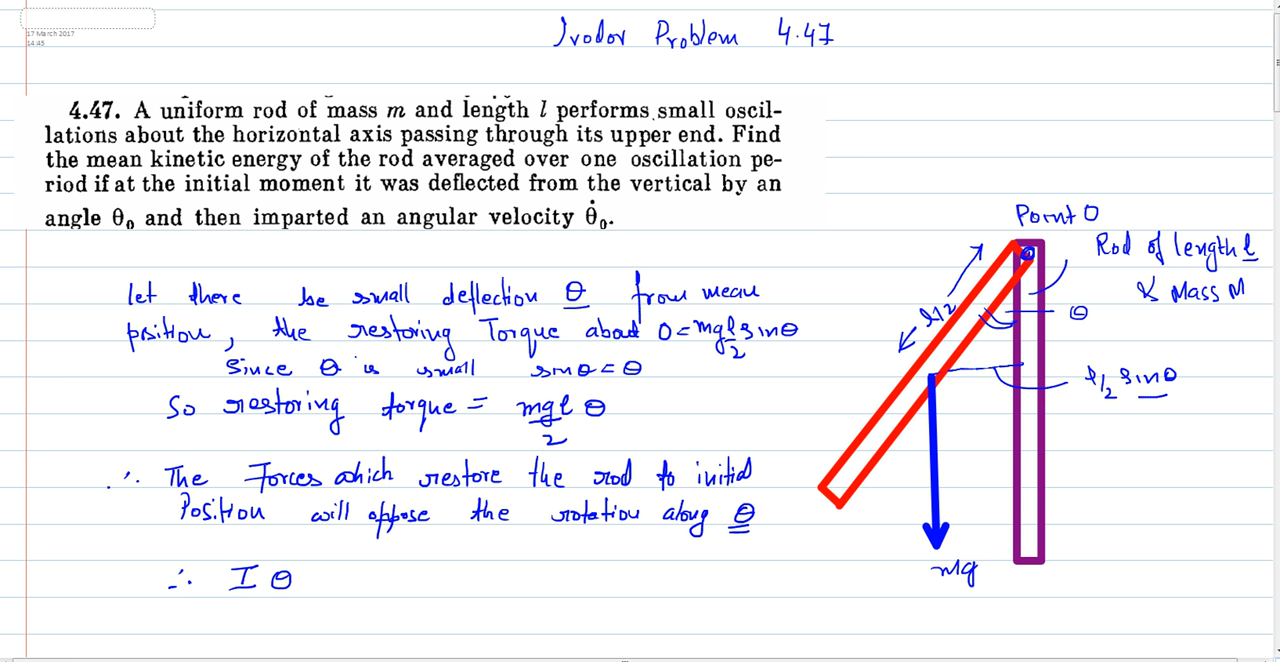 17 March 2017
14:45
Irodov Problem 4.47
4.47. A uniform rod of mass m and length l performs small oscil-
lations about the horizontal axis passing through its upper end. Find
the mean kinetic energy of the rod averaged over one oscillation pe-
riod if at the initial moment it was deflected from the vertical by an
angle θ₀ and then imparted an angular velocity θ̇₀.
let there be small deflection θ from mean
position, the restoring Torque about O = mg l/2 sinθ
Since θ is small sinθ = θ
So restoring torque = mgl/2 θ
∴ The Forces which restore the rod to initial
Position will oppose the rotation along θ
∴ I θ
Point O
Rod of length l
& Mass M
l/2
θ
l/2 sinθ
Mg